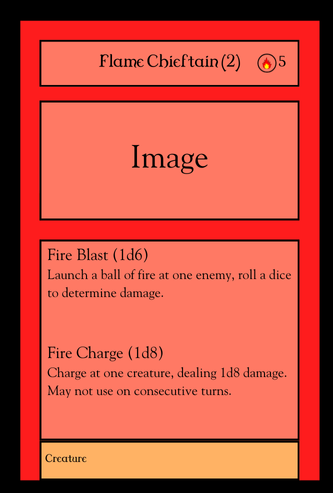 Flame Chieftain (2) 5
Image
Fire Blast (1d6)
Launch a ball of fire at one enemy, roll a dice
to determine damage.
Fire Charge (1d8)
Charge at one creature, dealing 1d8 damage.
May not use on consecutive turns.
Creature